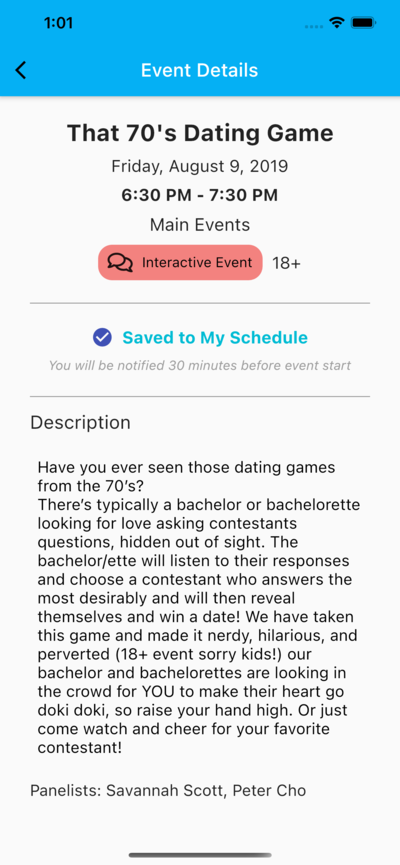 1:01
Event Details
That 70's Dating Game
Friday, August 9, 2019
6:30 PM - 7:30 PM
Main Events
Interactive Event 18+
Saved to My Schedule
You will be notified 30 minutes before event start
Description
Have you ever seen those dating games
from the 70’s?
There’s typically a bachelor or bachelorette
looking for love asking contestants
questions, hidden out of sight. The
bachelor/ette will listen to their responses
and choose a contestant who answers the
most desirably and will then reveal
themselves and win a date! We have taken
this game and made it nerdy, hilarious, and
perverted (18+ event sorry kids!) our
bachelor and bachelorettes are looking in
the crowd for YOU to make their heart go
doki doki, so raise your hand high. Or just
come watch and cheer for your favorite
contestant!
Panelists: Savannah Scott, Peter Cho